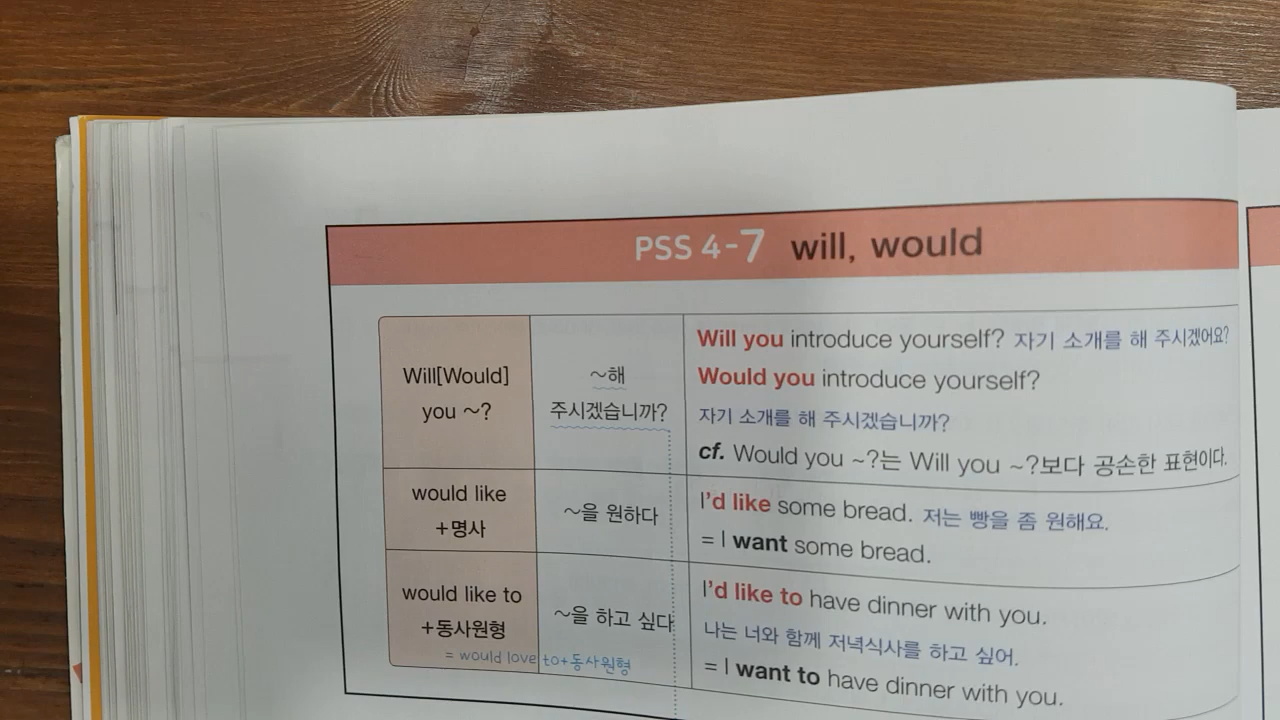 PSS 4-7 will, would
Will[Would]
you ~?
~해
주시겠습니까?
Will you introduce yourself? 자기 소개를 해 주시겠어요?
Would you introduce yourself?
자기 소개를 해 주시겠습니까?
cf. Would you ~?는 Will you ~?보다 공손한 표현이다.
would like
+명사
~을 원하다
I'd like some bread. 저는 빵을 좀 원해요.
= I want some bread.
would like to
+동사원형
= would love to+동사원형
~을 하고 싶다
I'd like to have dinner with you.
나는 너와 함께 저녁식사를 하고 싶어.
= I want to have dinner with you.